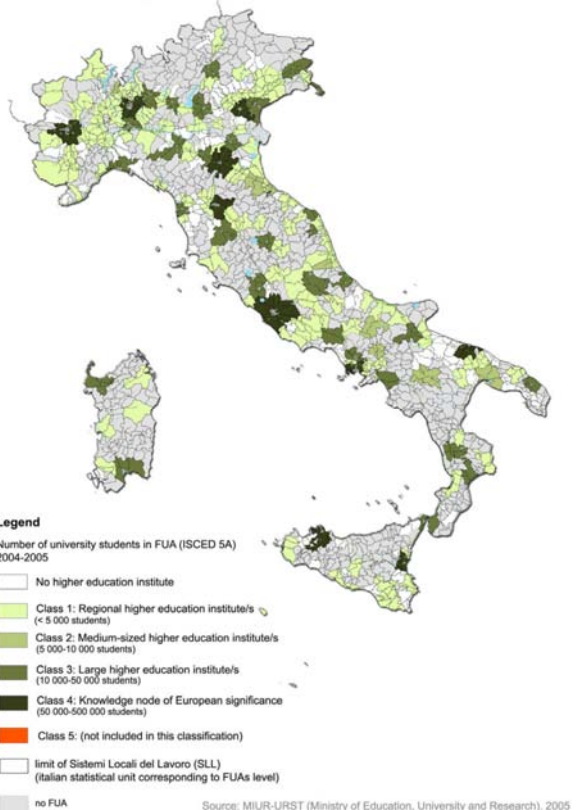 Legend
Number of university students in FUA (ISCED 5A)
2004-2005
No higher education institute
Class 1: Regional higher education institute/s
(< 5 000 students)
Class 2: Medium-sized higher education institute/s
(5 000-10 000 students)
Class 3: Large higher education institute/s
(10 000-50 000 students)
Class 4: Knowledge node of European significance
(50 000-500 000 students)
Class 5: (not included in this classification)
limit of Sistemi Locali del Lavoro (SLL)
(italian statistical unit corresponding to FUAs level)
no FUA
Source: MIUR-URST (Ministry of Education, University and Research), 2005